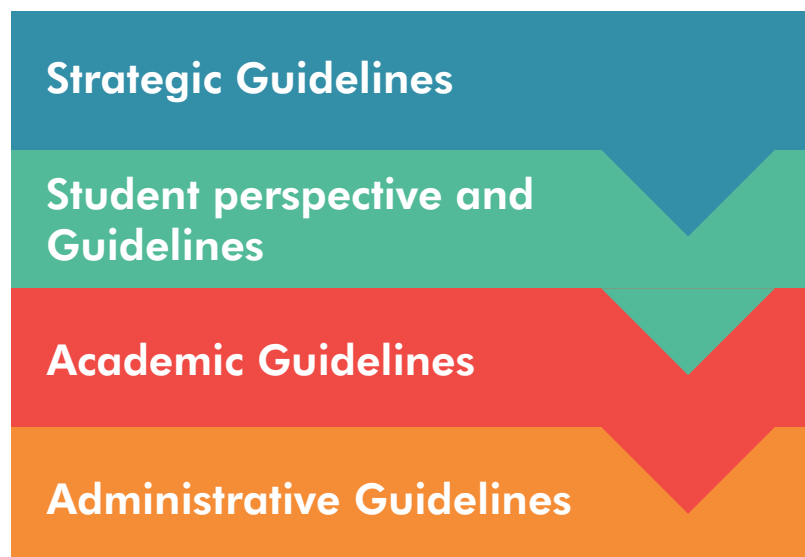 Strategic Guidelines
Student perspective and
Guidelines
Academic Guidelines
Administrative Guidelines